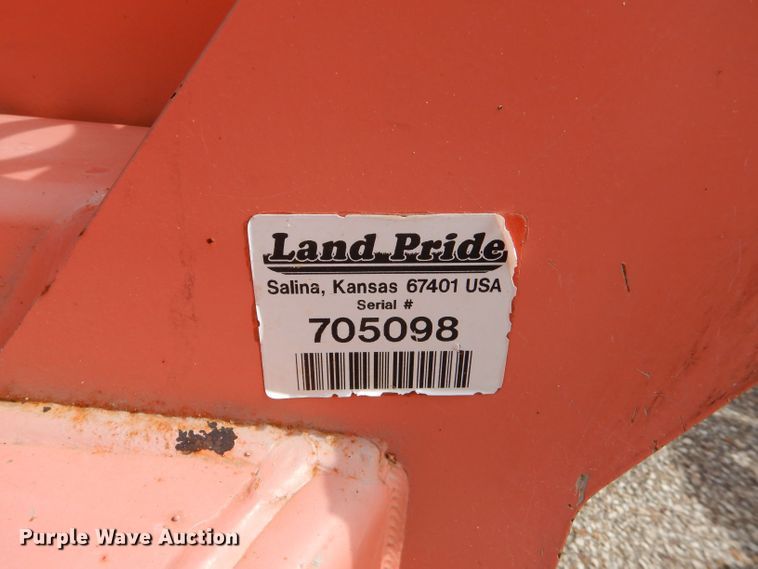 Land Pride
Salina, Kansas 67401 USA
Serial #
705098
Purple Wave Auction